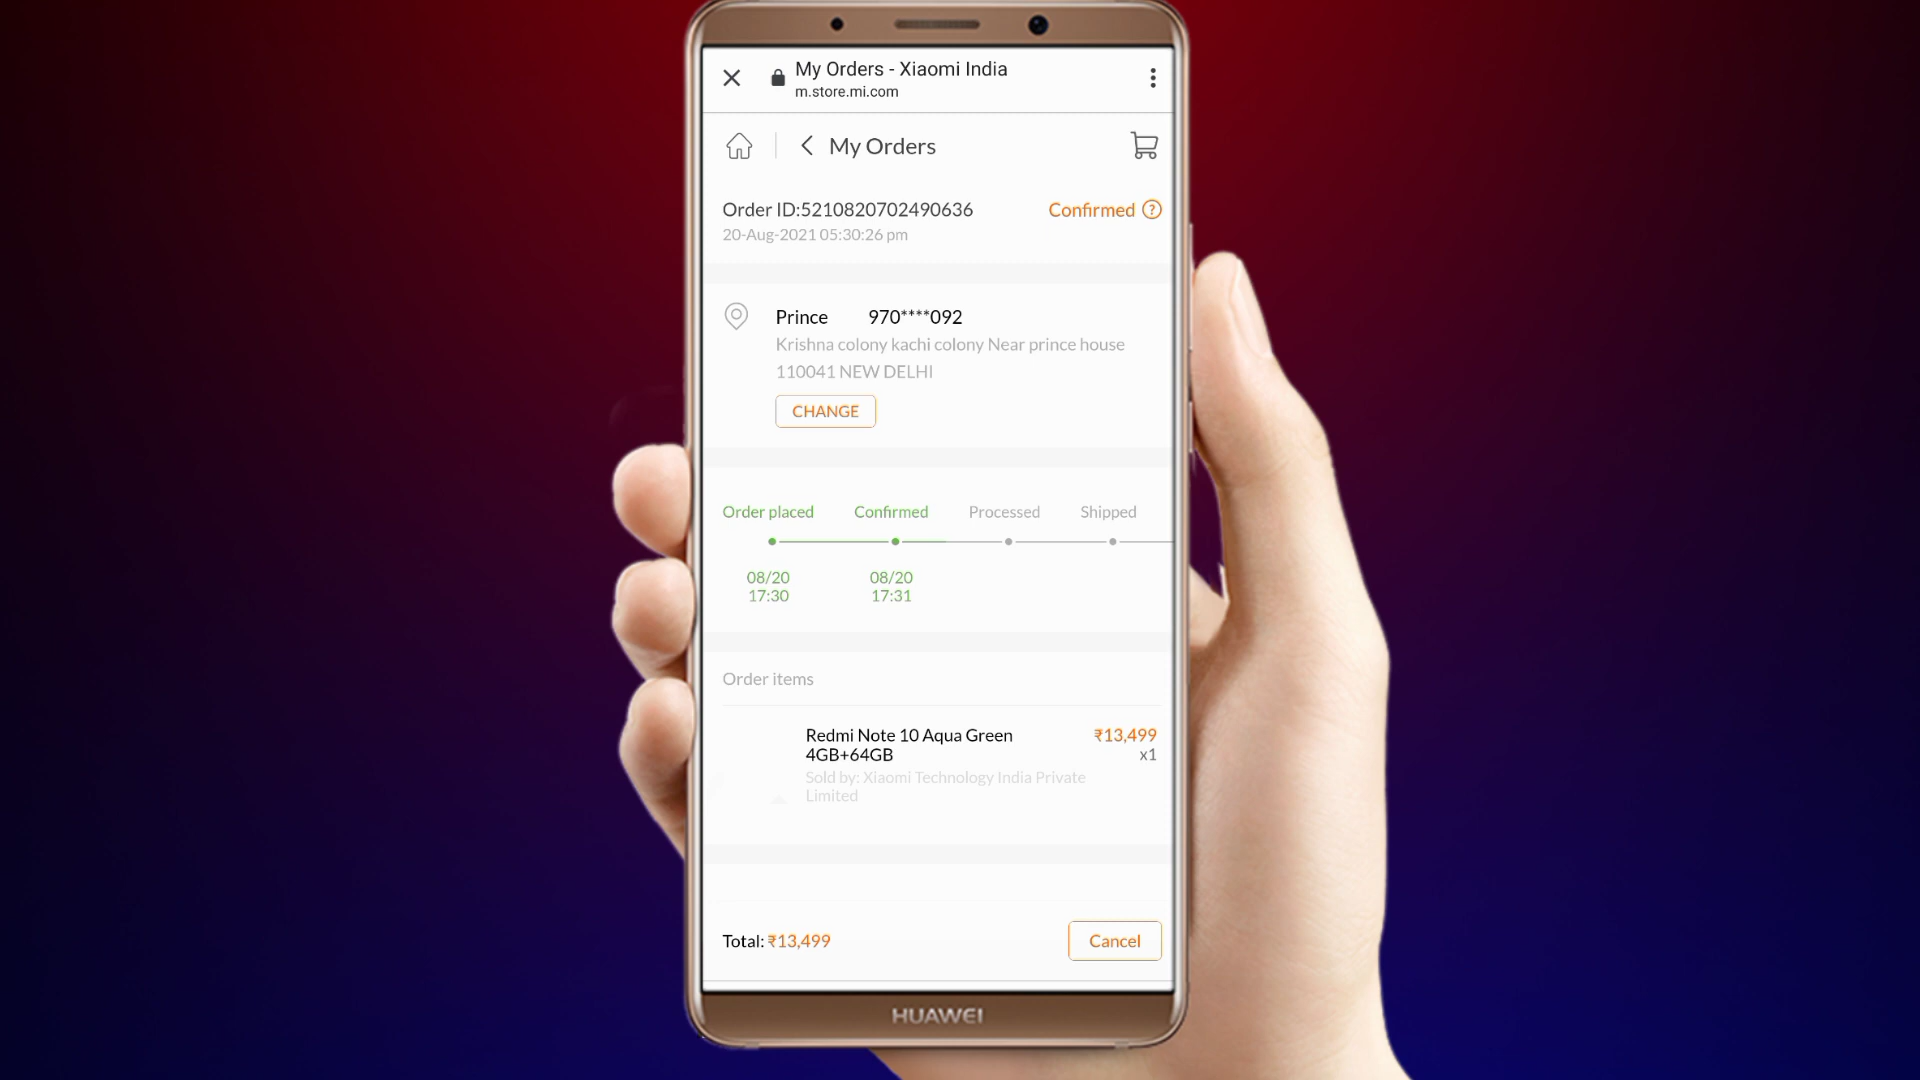 My Orders - Xiaomi India
m.store.mi.com
My Orders
Order ID:5210820702490636 Confirmed ?
20-Aug-2021 05:30:26 pm
Prince 970****092
Krishna colony kachi colony Near prince house
110041 NEW DELHI
CHANGE
Order placed Confirmed Processed Shipped
08/20 08/20
17:30 17:31
Order items
Redmi Note 10 Aqua Green ₹13,499
4GB+64GB x1
Sold by: Xiaomi Technology India Private
Limited
Total: ₹13,499 Cancel
HUAWEI